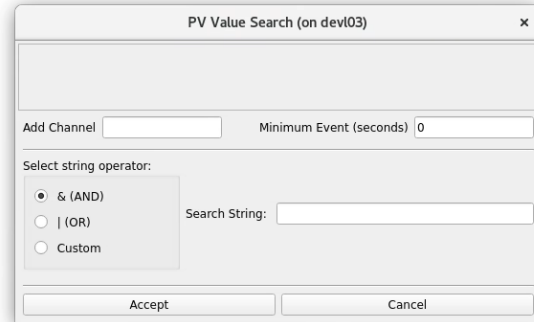 PV Value Search (on devl03) ×
Add Channel Minimum Event (seconds) 0
Select string operator:
& (AND)
| (OR)
Custom
Search String:
Accept Cancel